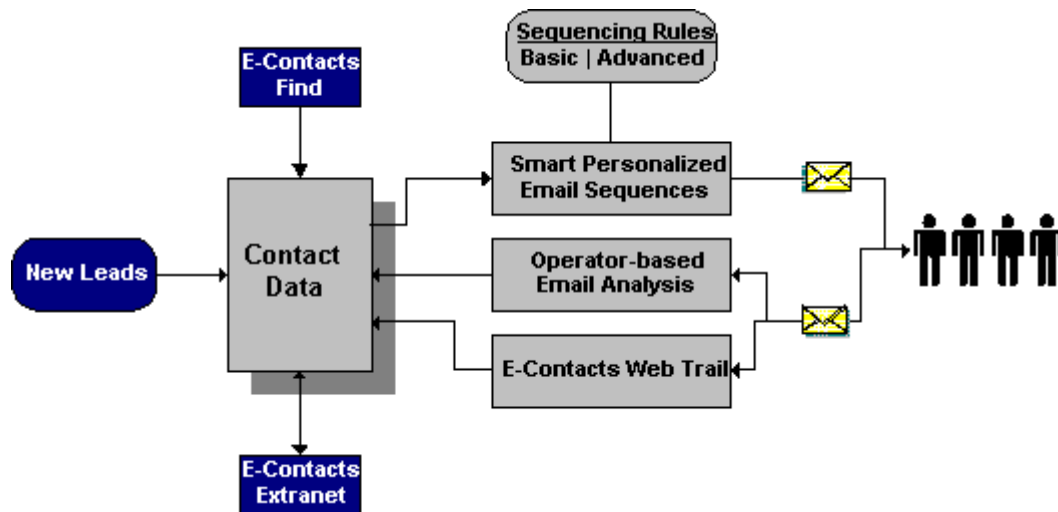 Sequencing Rules
Basic | Advanced
E-Contacts
Find
Smart Personalized
Email Sequences
New Leads
Contact
Data
Operator-based
Email Analysis
E-Contacts Web Trail
E-Contacts
Extranet